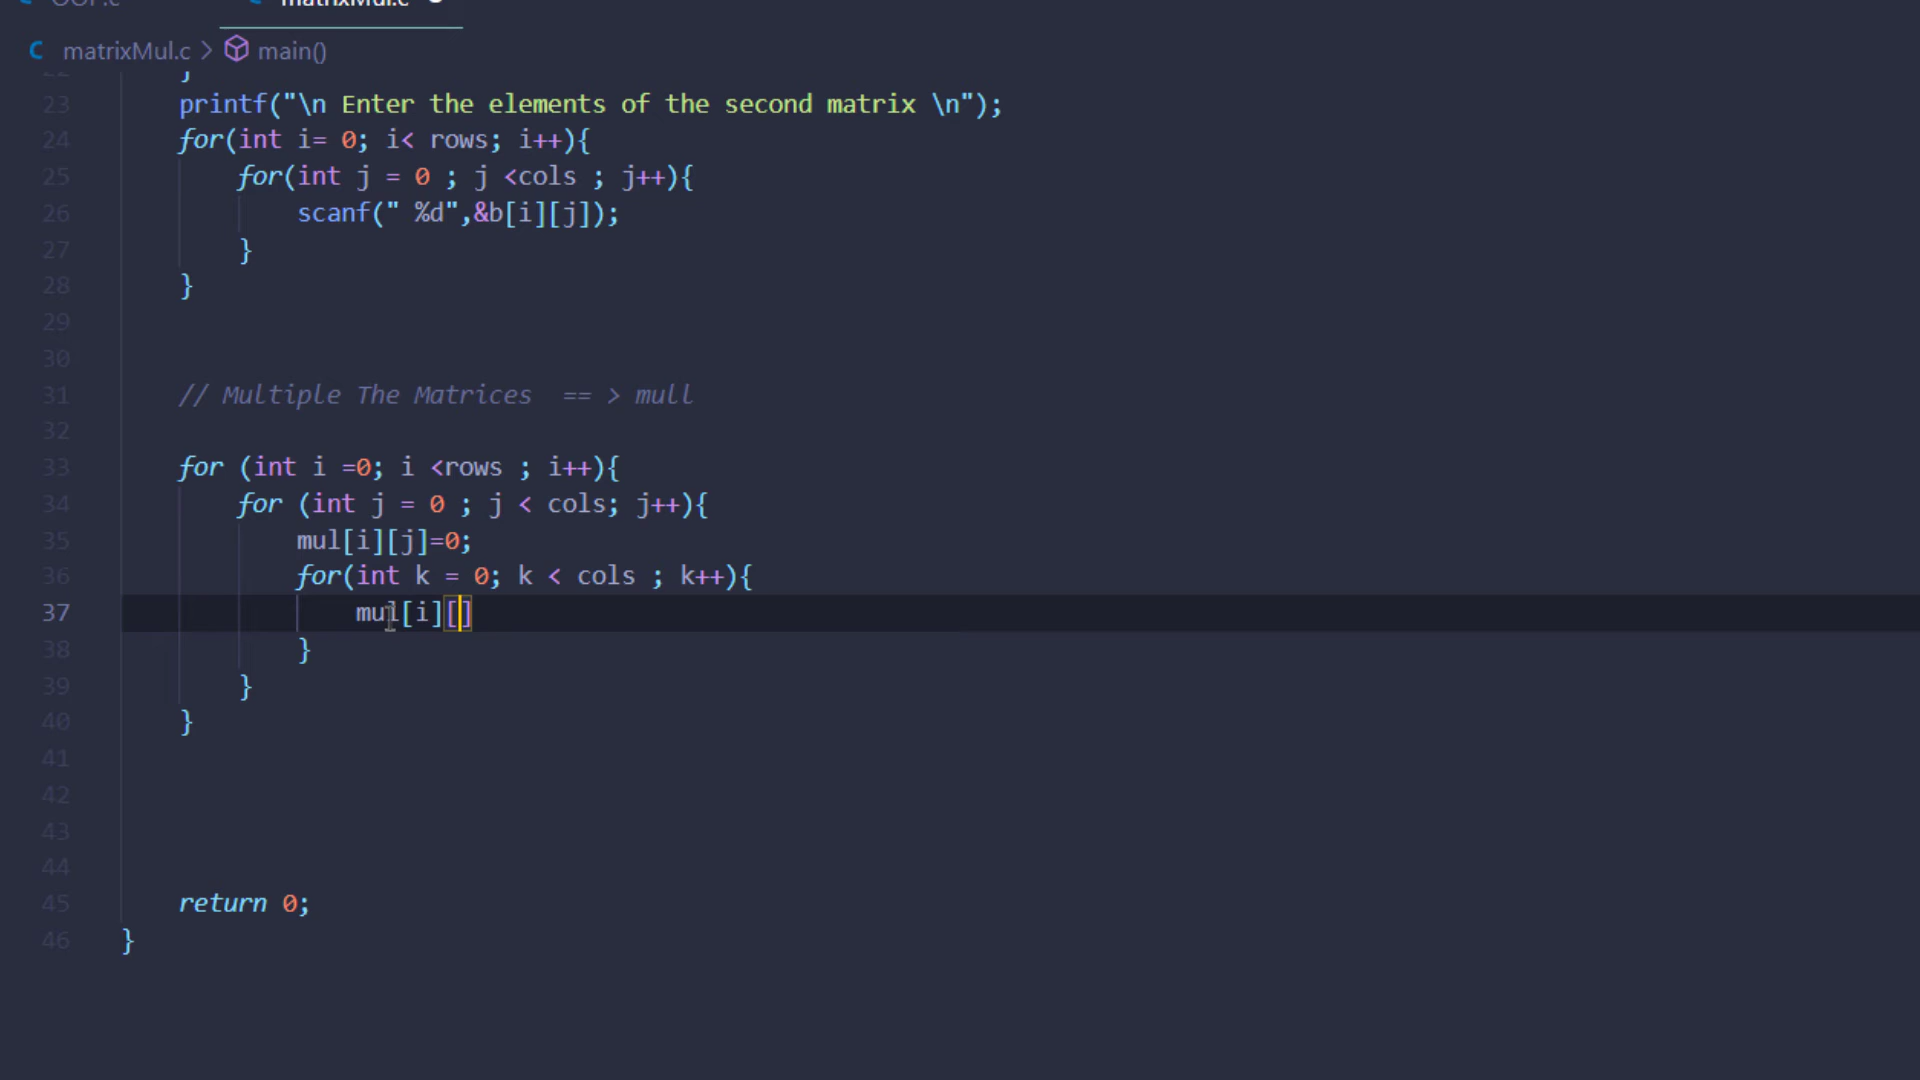 matrixMul.c
C matrixMul.c > main()
22 }
23 printf("\n Enter the elements of the second matrix \n");
24 for(int i= 0; i< rows; i++){
25 for(int j = 0 ; j <cols ; j++){
26 scanf(" %d",&b[i][j]);
27 }
28 }
29
30
31 // Multiple The Matrices  == > mull
32
33 for (int i =0; i <rows ; i++){
34 for (int j = 0 ; j < cols; j++){
35 mul[i][j]=0;
36 for(int k = 0; k < cols ; k++){
37 mul[i][]
38 }
39 }
40 }
41
42
43
44
45 return 0;
46 }